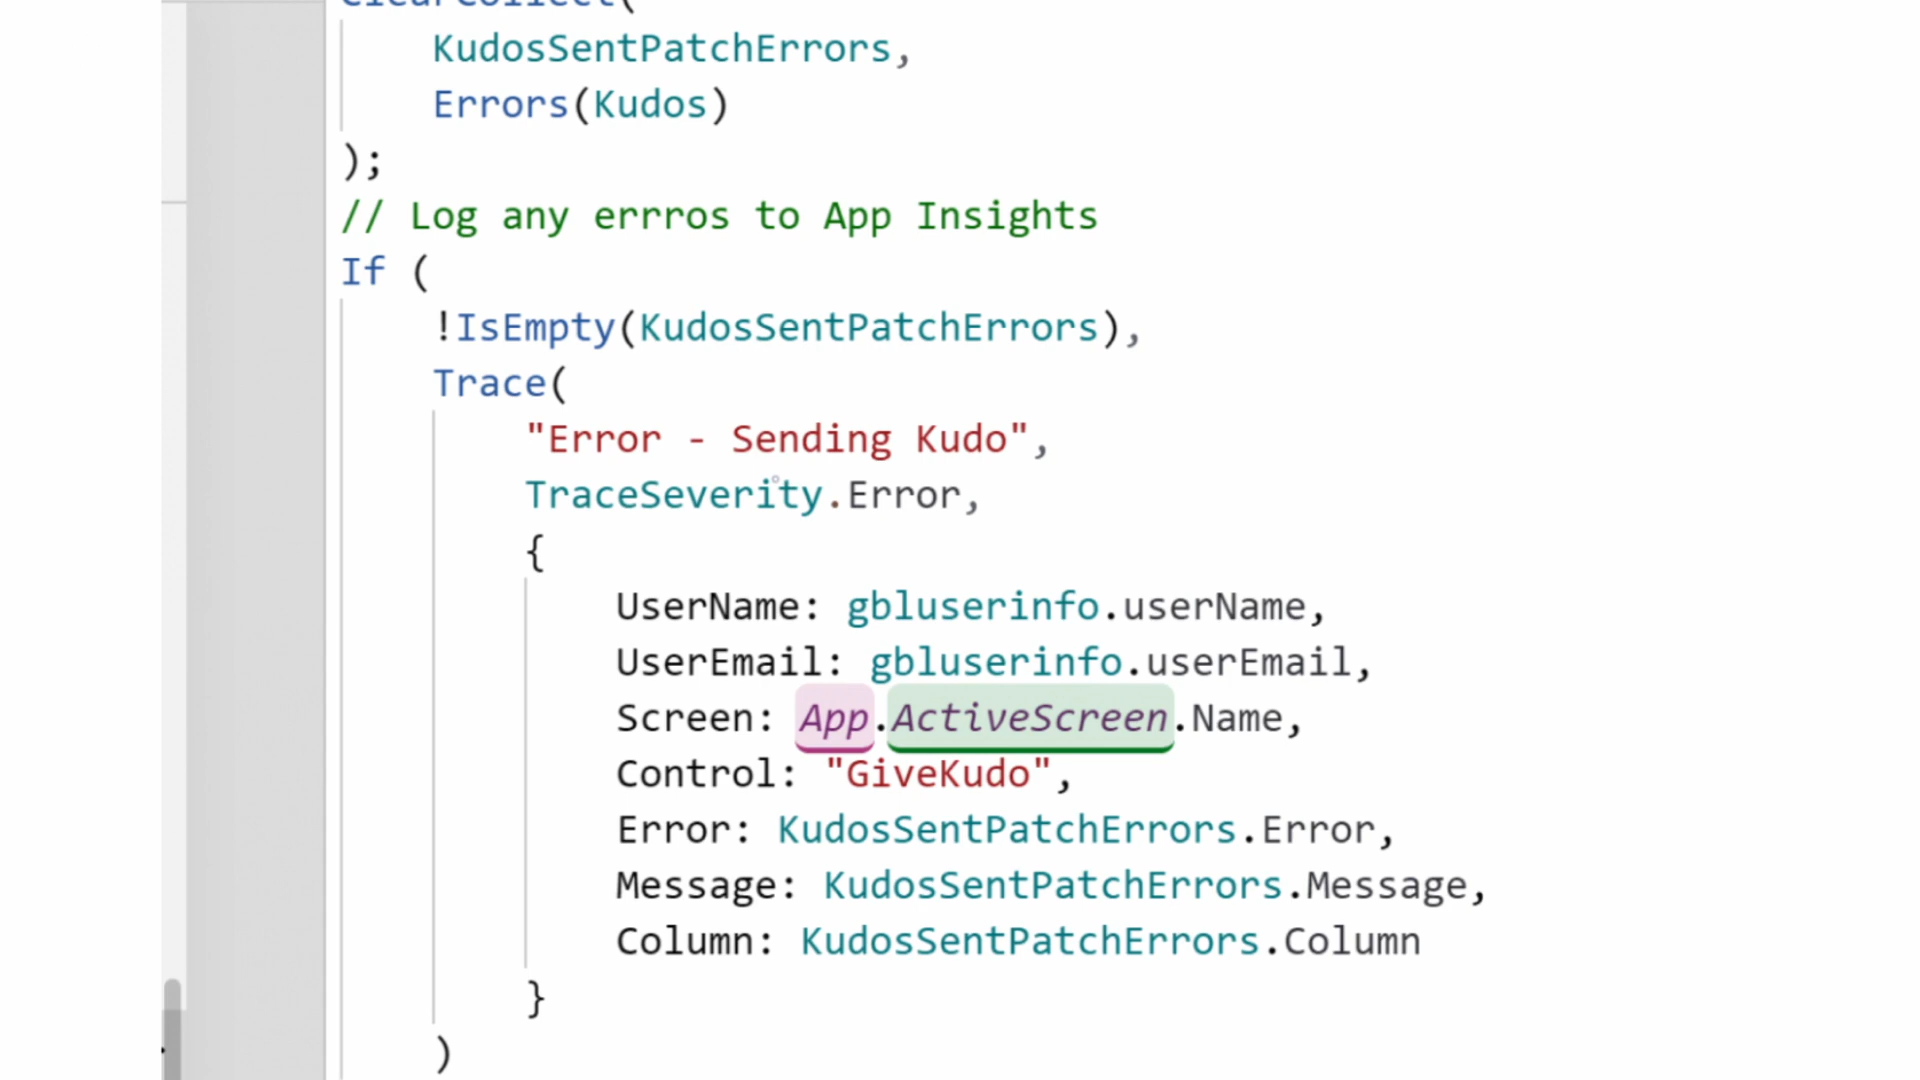 ClearCollect(
KudosSentPatchErrors,
Errors(Kudos)
);
// Log any errros to App Insights
If (
!IsEmpty(KudosSentPatchErrors),
Trace(
"Error - Sending Kudo",
TraceSeverity.Error,
{
UserName: gbluserinfo.userName,
UserEmail: gbluserinfo.userEmail,
Screen: App.ActiveScreen.Name,
Control: "GiveKudo",
Error: KudosSentPatchErrors.Error,
Message: KudosSentPatchErrors.Message,
Column: KudosSentPatchErrors.Column
}
)